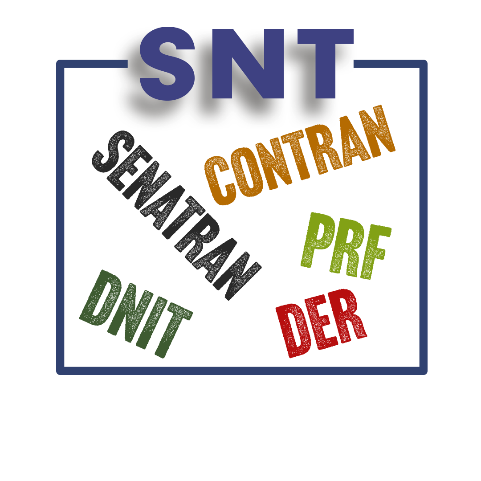 SNT
SENATRAN
CONTRAN
PRF
DNIT
DER